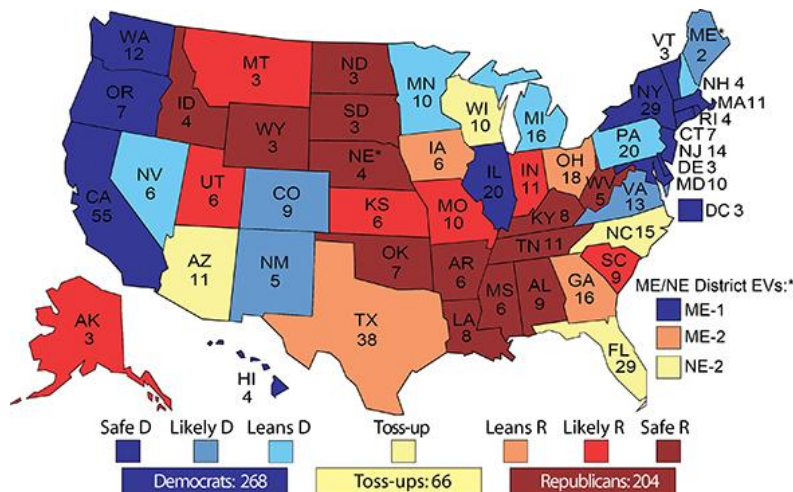 WA
12
OR
7
CA
55
NV
6
ID
4
MT
3
WY
3
UT
6
CO
9
AZ
11
NM
5
ND
3
SD
3
NE*
4
KS
6
OK
7
TX
38
MN
10
IA
6
MO
10
AR
6
LA
8
WI
10
IL
20
MI
16
IN
11
OH
18
KY 8
TN 11
MS
6
AL
9
GA
16
FL
29
SC
9
NC 15
VA
13
WV
5
PA
20
NY
29
VT
3
ME*
2
NH 4
MA11
RI 4
CT 7
NJ 14
DE 3
MD 10
DC 3
AK
3
HI
4
ME/NE District EVs:*
ME-1
ME-2
NE-2
Safe D Likely D Leans D Toss-up Leans R Likely R Safe R
Democrats: 268 Toss-ups: 66 Republicans: 204